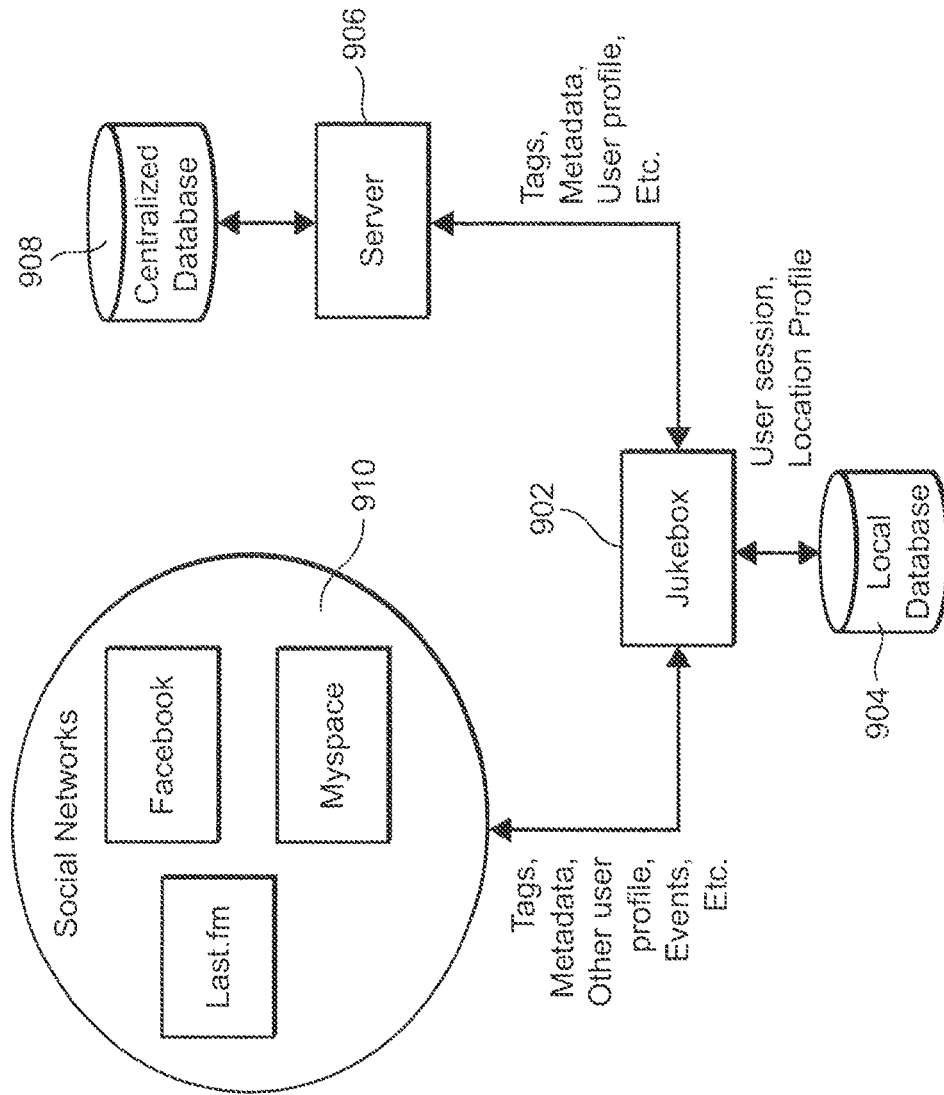 Social Networks
Last.fm
Facebook
Myspace
910
908
Centralized
Database
Server
906
Tags,
Metadata,
Other user
profile,
Events,
Etc.
902
Jukebox
Tags,
Metadata,
User profile,
Etc.
User session,
Location Profile
904
Local
Database